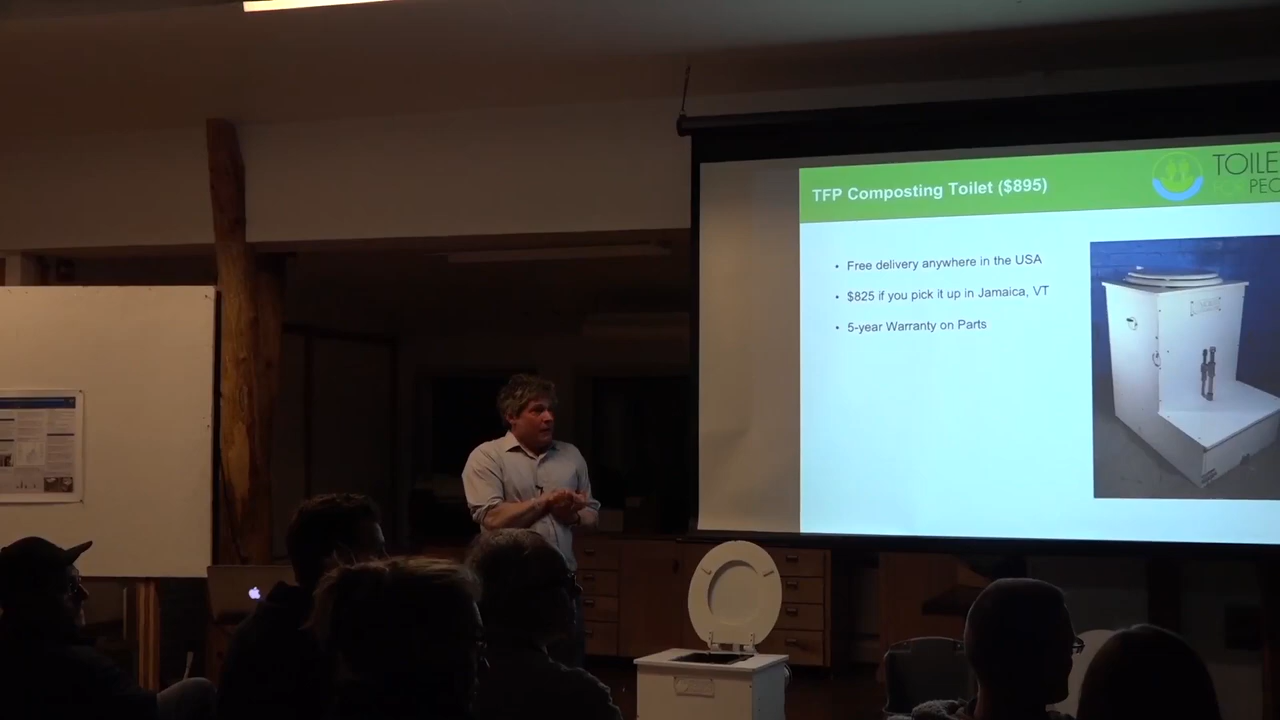 TFP Composting Toilet ($895)
TOILE
PEO
• Free delivery anywhere in the USA
• $825 if you pick it up in Jamaica, VT
• 5-year Warranty on Parts